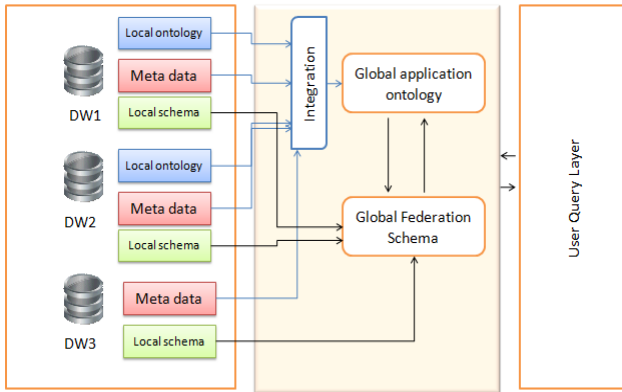 Local ontology
Meta data
Local schema
DW1
Local ontology
Meta data
Local schema
DW2
Meta data
Local schema
DW3
Integration
Global application
ontology
Global Federation
Schema
User Query Layer